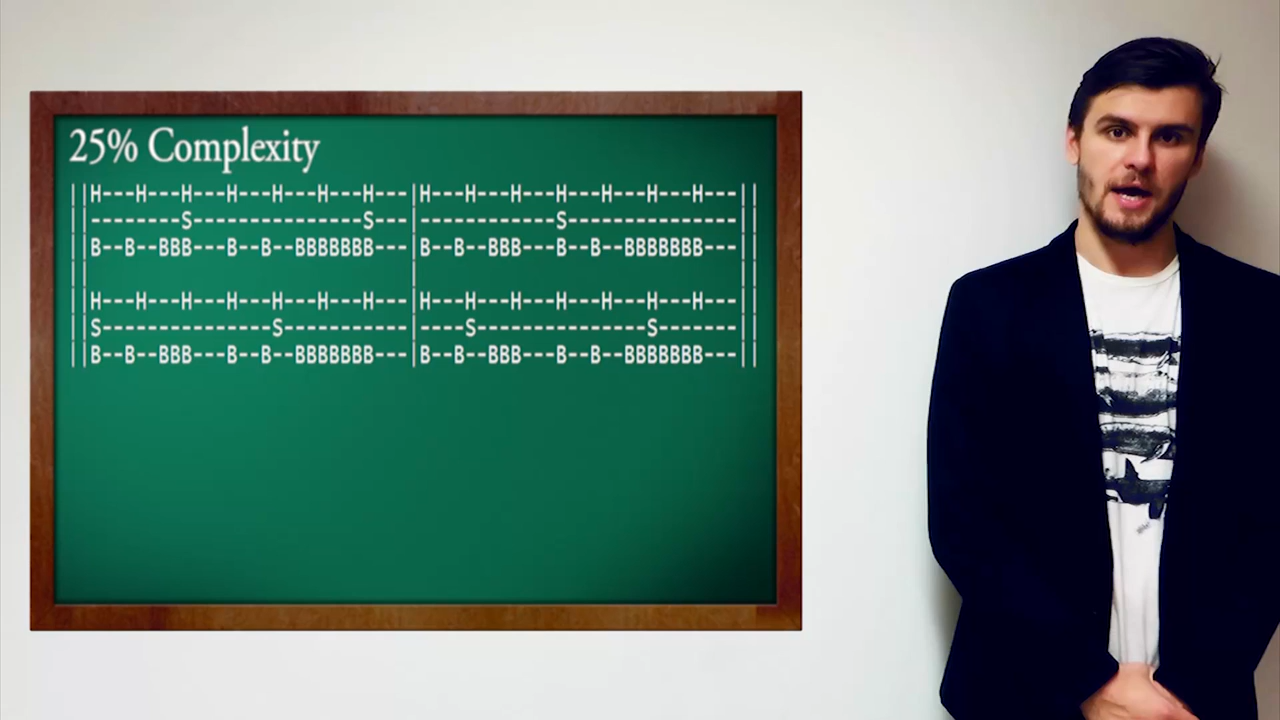 25% Complexity
||H---H---H---H---H---H---H---|H---H---H---H---H---H---H---||
||--------S---------------S---|------------S---------------||
||B--B--BBB---B--B--BBBBBBB---|B--B--BBB---B--B--BBBBBBB---||
||                            |                            ||
||H---H---H---H---H---H---H---|H---H---H---H---H---H---H---||
||S---------------S-----------|----S---------------S-------||
||B--B--BBB---B--B--BBBBBBB---|B--B--BBB---B--B--BBBBBBB---||